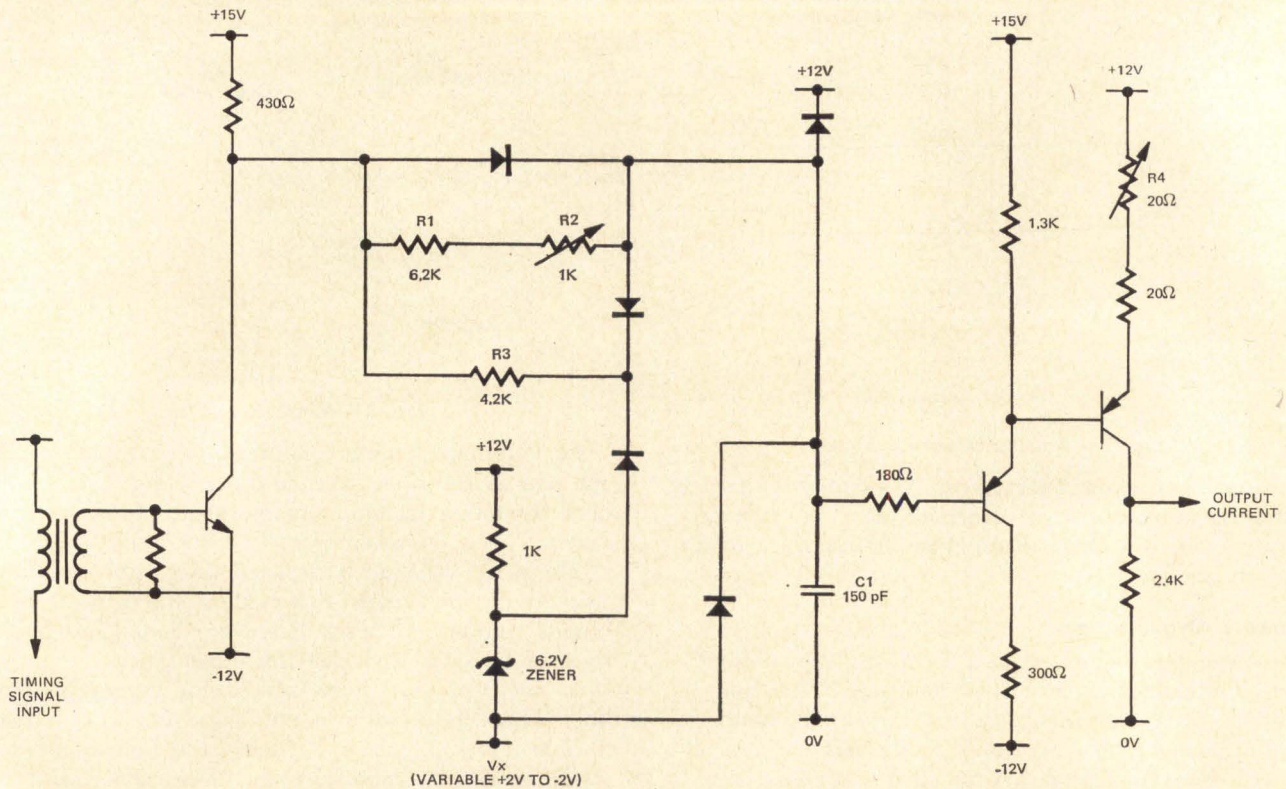 +15V
430Ω
R1
6.2K
R2
1K
R3
4.2K
+12V
1K
6.2V
ZENER
Vx
(VARIABLE +2V TO -2V)
TIMING
SIGNAL
INPUT
-12V
+12V
180Ω
C1
150 pF
0V
+15V
1.3K
300Ω
-12V
+12V
R4
20Ω
20Ω
OUTPUT
CURRENT
2.4K
0V